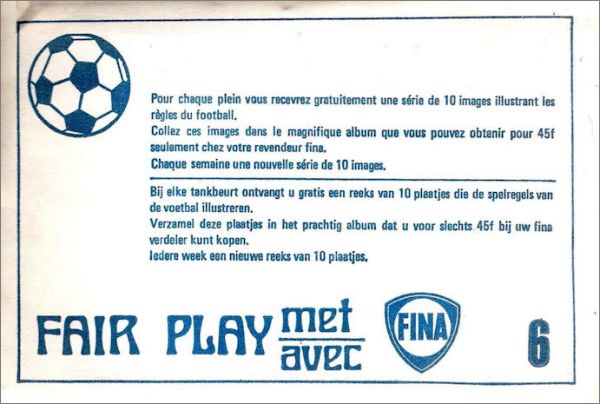 Pour chaque plein vous recevrez gratuitement une série de 10 images illustrant les
règles du football.
Collez ces images dans le magnifique album que vous pouvez obtenir pour 45f
seulement chez votre revendeur fina.
Chaque semaine une nouvelle série de 10 images.
Bij elke tankbeurt ontvangt u gratis een reeks van 10 plaatjes die de spelregels van
de voetbal illustreren.
Verzamel deze plaatjes in het prachtig album dat u voor slechts 45f bij uw fina
verdeler kunt kopen.
Iedere week een nieuwe reeks van 10 plaatjes.
FAIR PLAY met
avec
FINA
6